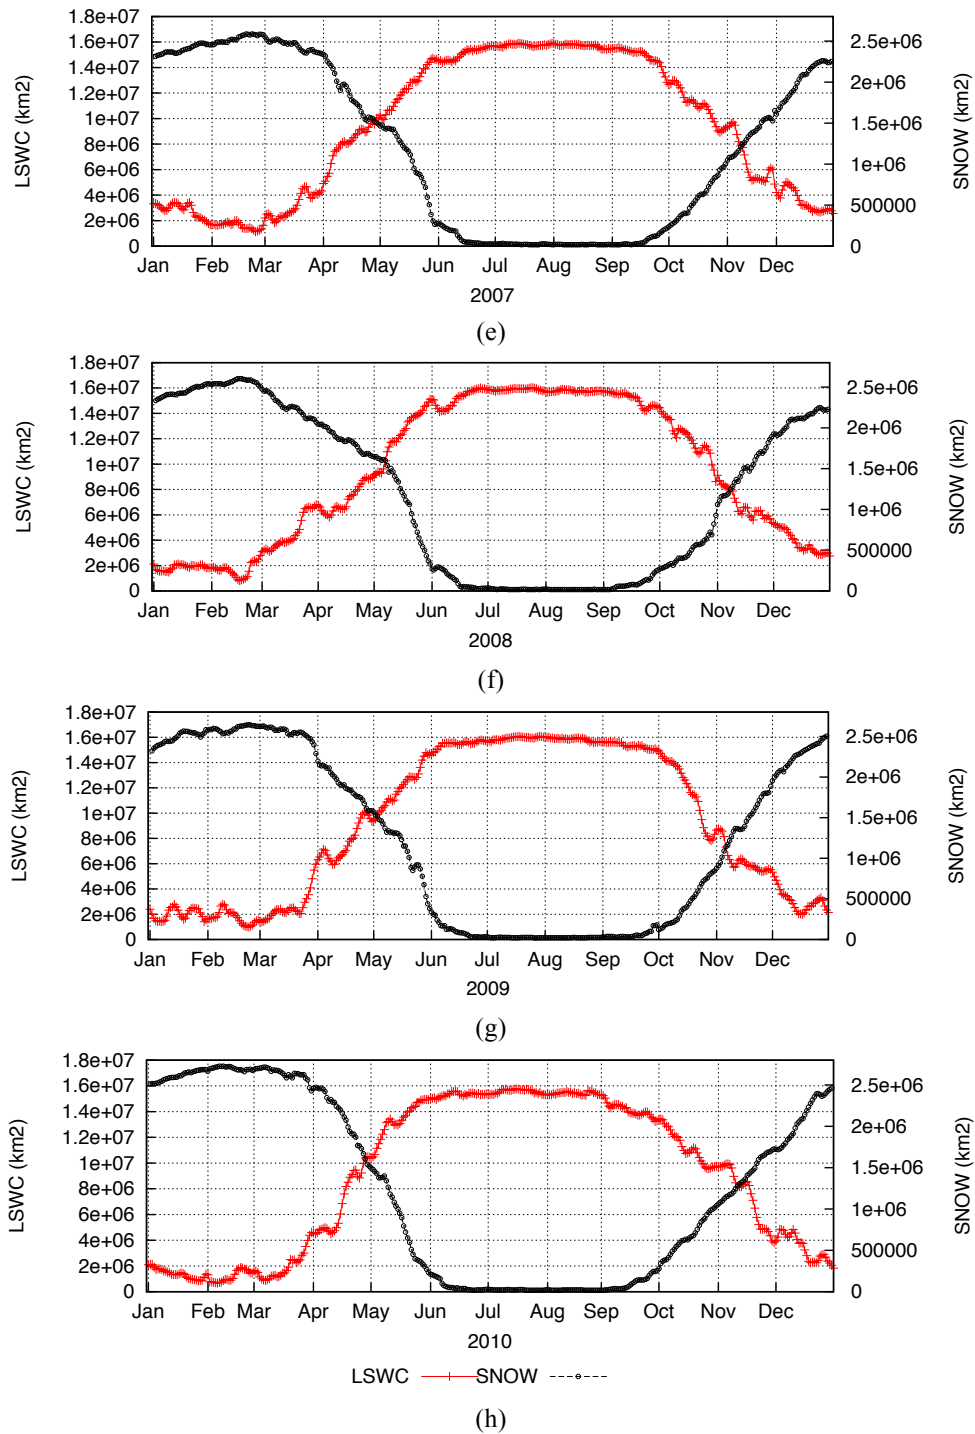 1.8e+07
1.6e+07
1.4e+07
1.2e+07
1e+07
8e+06
6e+06
4e+06
2e+06
0
LSWC (km2)
2.5e+06
2e+06
1.5e+06
1e+06
500000
0
SNOW (km2)
Jan Feb Mar Apr May Jun Jul Aug Sep Oct Nov Dec
2007
(e)
1.8e+07
1.6e+07
1.4e+07
1.2e+07
1e+07
8e+06
6e+06
4e+06
2e+06
0
LSWC (km2)
2.5e+06
2e+06
1.5e+06
1e+06
500000
0
SNOW (km2)
Jan Feb Mar Apr May Jun Jul Aug Sep Oct Nov Dec
2008
(f)
1.8e+07
1.6e+07
1.4e+07
1.2e+07
1e+07
8e+06
6e+06
4e+06
2e+06
0
LSWC (km2)
2.5e+06
2e+06
1.5e+06
1e+06
500000
0
SNOW (km2)
Jan Feb Mar Apr May Jun Jul Aug Sep Oct Nov Dec
2009
(g)
1.8e+07
1.6e+07
1.4e+07
1.2e+07
1e+07
8e+06
6e+06
4e+06
2e+06
0
LSWC (km2)
2.5e+06
2e+06
1.5e+06
1e+06
500000
0
SNOW (km2)
Jan Feb Mar Apr May Jun Jul Aug Sep Oct Nov Dec
2010
LSWC SNOW
(h)